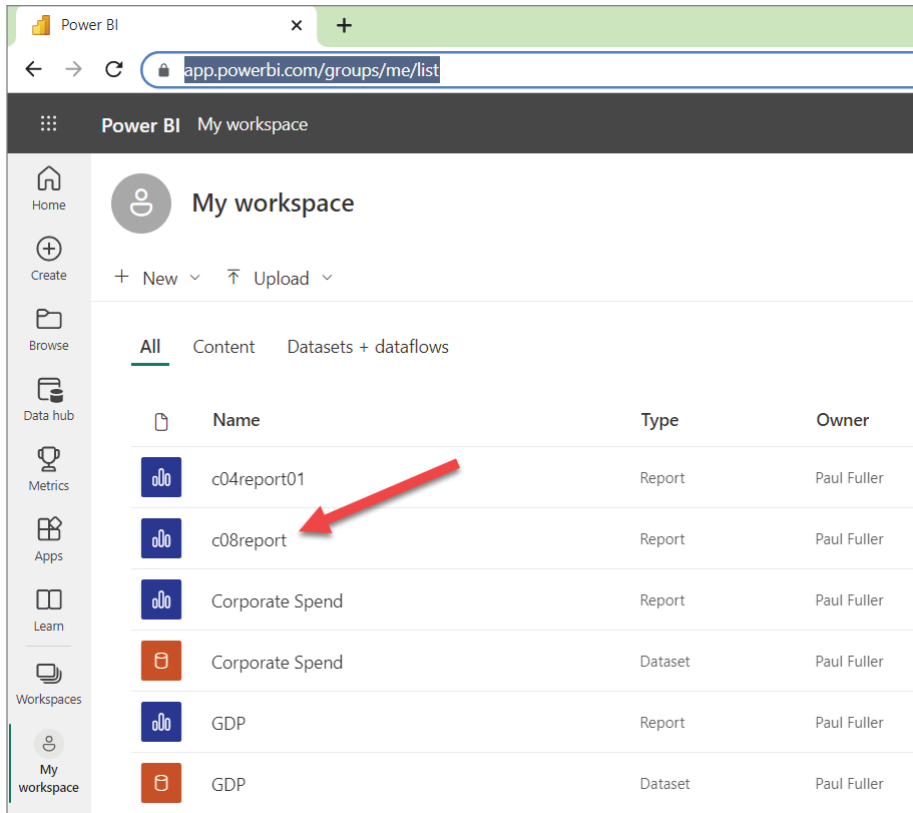 Power BI
app.powerbi.com/groups/me/list
Power BI My workspace
Home
Create
Browse
Data hub
Metrics
Apps
Learn
Workspaces
My
workspace
My workspace
New Upload
All Content Datasets + dataflows
Name Type Owner
c04report01 Report Paul Fuller
c08report Report Paul Fuller
Corporate Spend Report Paul Fuller
Corporate Spend Dataset Paul Fuller
GDP Report Paul Fuller
GDP Dataset Paul Fuller